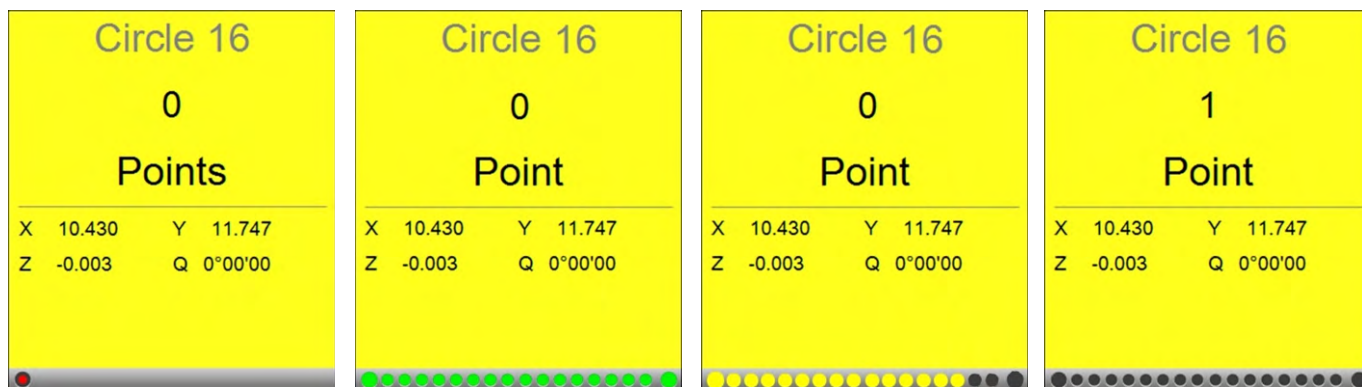 Circle 16
0
Points
X 10.430 Y 11.747
Z -0.003 Q 0°00'00
Circle 16
0
Point
X 10.430 Y 11.747
Z -0.003 Q 0°00'00
Circle 16
0
Point
X 10.430 Y 11.747
Z -0.003 Q 0°00'00
Circle 16
1
Point
X 10.430 Y 11.747
Z -0.003 Q 0°00'00